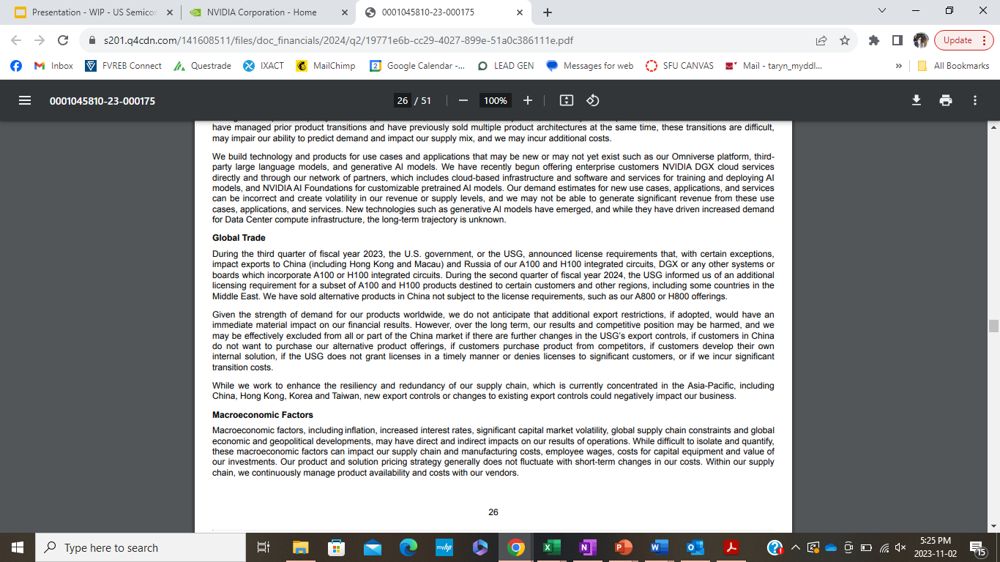 Presentation - WIP - US Semicor
NVIDIA Corporation - Home
0001045810-23-000175
s201.q4cdn.com/141608511/files/doc_financials/2024/q2/19771e6b-cc29-4027-899e-51a0c386111e.pdf
Update
Inbox
FVREB Connect
Questrade
IXACT
MailChimp
Google Calendar -...
LEAD GEN
Messages for web
SFU CANVAS
Mail - taryn_myddl...
»
All Bookmarks
0001045810-23-000175
26 / 51
100%
have managed prior product transitions and have previously sold multiple product architectures at the same time, these transitions are difficult,
may impair our ability to predict demand and impact our supply mix, and we may incur additional costs.
We build technology and products for use cases and applications that may be new or may not yet exist such as our Omniverse platform, third-
party large language models, and generative AI models. We have recently begun offering enterprise customers NVIDIA DGX cloud services
directly and through our network of partners, which includes cloud-based infrastructure and software and services for training and deploying AI
models, and NVIDIA AI Foundations for customizable pretrained AI models. Our demand estimates for new use cases, applications, and services
can be incorrect and create volatility in our revenue or supply levels, and we may not be able to generate significant revenue from these use
cases, applications, and services. New technologies such as generative AI models have emerged, and while they have driven increased demand
for Data Center compute infrastructure, the long-term trajectory is unknown.
Global Trade
During the third quarter of fiscal year 2023, the U.S. government, or the USG, announced license requirements that, with certain exceptions,
impact exports to China (including Hong Kong and Macau) and Russia of our A100 and H100 integrated circuits, DGX or any other systems or
boards which incorporate A100 or H100 integrated circuits. During the second quarter of fiscal year 2024, the USG informed us of an additional
licensing requirement for a subset of A100 and H100 products destined to certain customers and other regions, including some countries in the
Middle East. We have sold alternative products in China not subject to the license requirements, such as our A800 or H800 offerings.
Given the strength of demand for our products worldwide, we do not anticipate that additional export restrictions, if adopted, would have an
immediate material impact on our financial results. However, over the long term, our results and competitive position may be harmed, and we
may be effectively excluded from all or part of the China market if there are further changes in the USG's export controls, if customers in China
do not want to purchase our alternative product offerings, if customers purchase product from competitors, if customers develop their own
internal solution, if the USG does not grant licenses in a timely manner or denies licenses to significant customers, or if we incur significant
transition costs.
While we work to enhance the resiliency and redundancy of our supply chain, which is currently concentrated in the Asia-Pacific, including
China, Hong Kong, Korea and Taiwan, new export controls or changes to existing export controls could negatively impact our business.
Macroeconomic Factors
Macroeconomic factors, including inflation, increased interest rates, significant capital market volatility, global supply chain constraints and global
economic and geopolitical developments, may have direct and indirect impacts on our results of operations. While difficult to isolate and quantify,
these macroeconomic factors can impact our supply chain and manufacturing costs, employee wages, costs for capital equipment and value of
our investments. Our product and solution pricing strategy generally does not fluctuate with short-term changes in our costs. Within our supply
chain, we continuously manage product availability and costs with our vendors.
26
Type here to search
5:25 PM
2023-11-02
15